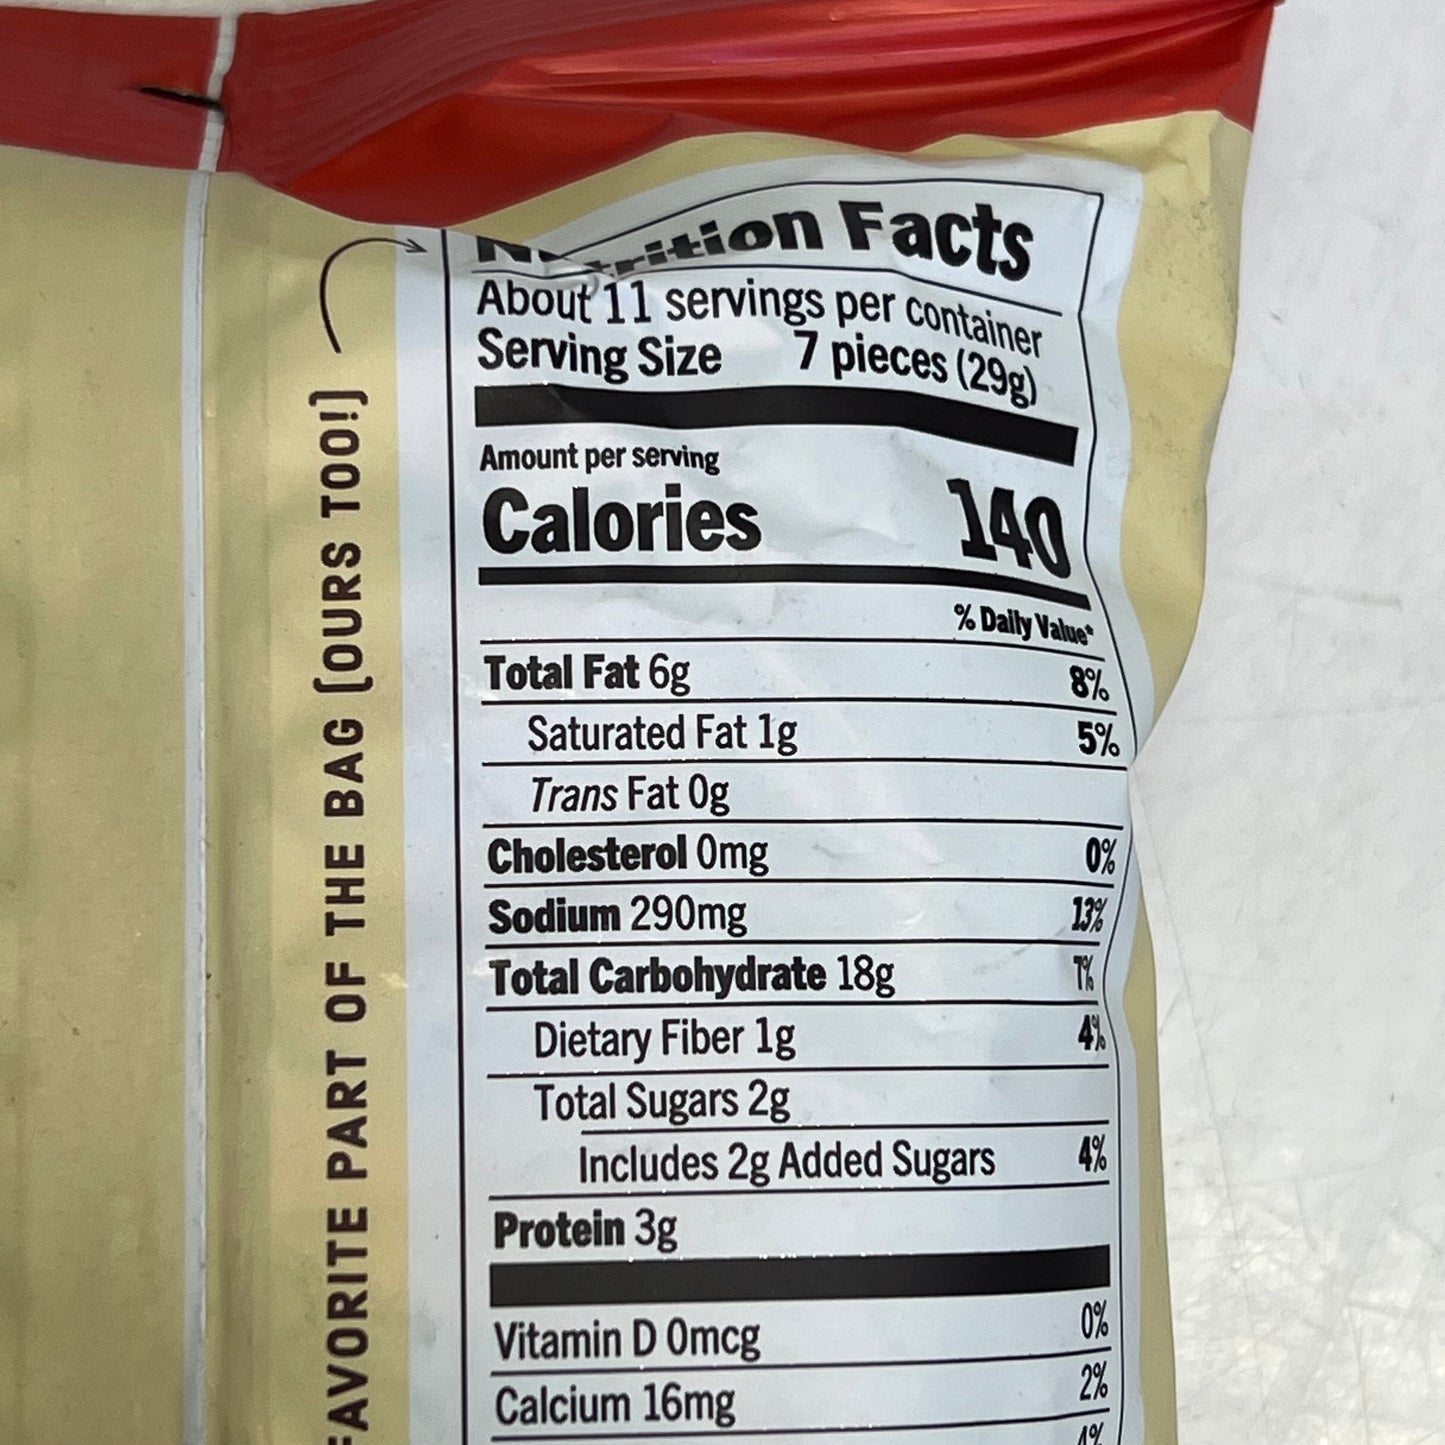 Nutrition Facts
About 11 servings per container
Serving Size 7 pieces (29g)
Amount per serving
Calories 140
% Daily Value*
Total Fat 6g 8%
Saturated Fat 1g 5%
Trans Fat 0g
Cholesterol 0mg 0%
Sodium 290mg 13%
Total Carbohydrate 18g 7%
Dietary Fiber 1g 4%
Total Sugars 2g
Includes 2g Added Sugars 4%
Protein 3g
Vitamin D 0mcg 0%
Calcium 16mg 2%
FAVORITE PART OF THE BAG (OURS TOO!)